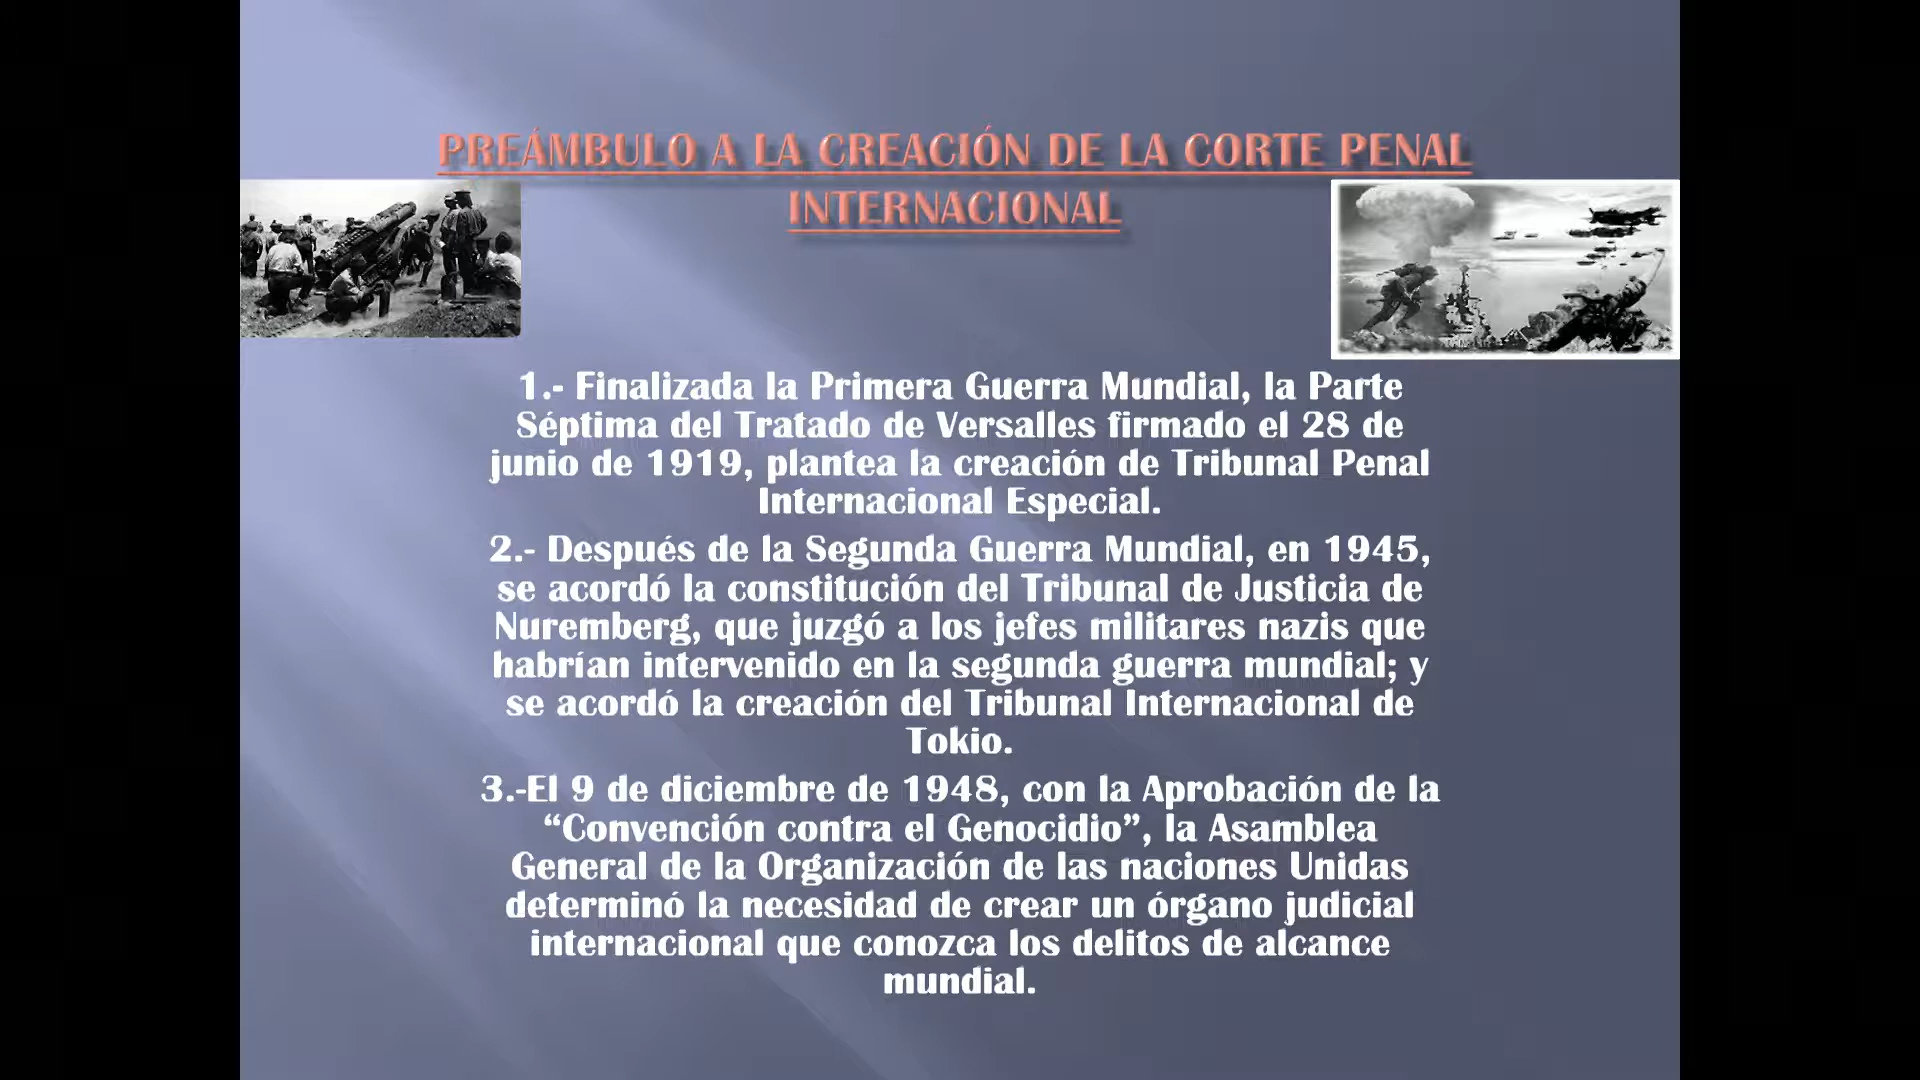 PREÁMBULO A LA CREACIÓN DE LA CORTE PENAL
INTERNACIONAL
1.- Finalizada la Primera Guerra Mundial, la Parte
Séptima del Tratado de Versalles firmado el 28 de
junio de 1919, plantea la creación de Tribunal Penal
Internacional Especial.
2.- Después de la Segunda Guerra Mundial, en 1945,
se acordó la constitución del Tribunal de Justicia de
Nuremberg, que juzgó a los jefes militares nazis que
habrían intervenido en la segunda guerra mundial; y
se acordó la creación del Tribunal Internacional de
Tokio.
3.-El 9 de diciembre de 1948, con la Aprobación de la
“Convención contra el Genocidio”, la Asamblea
General de la Organización de las naciones Unidas
determinó la necesidad de crear un órgano judicial
internacional que conozca los delitos de alcance
mundial.